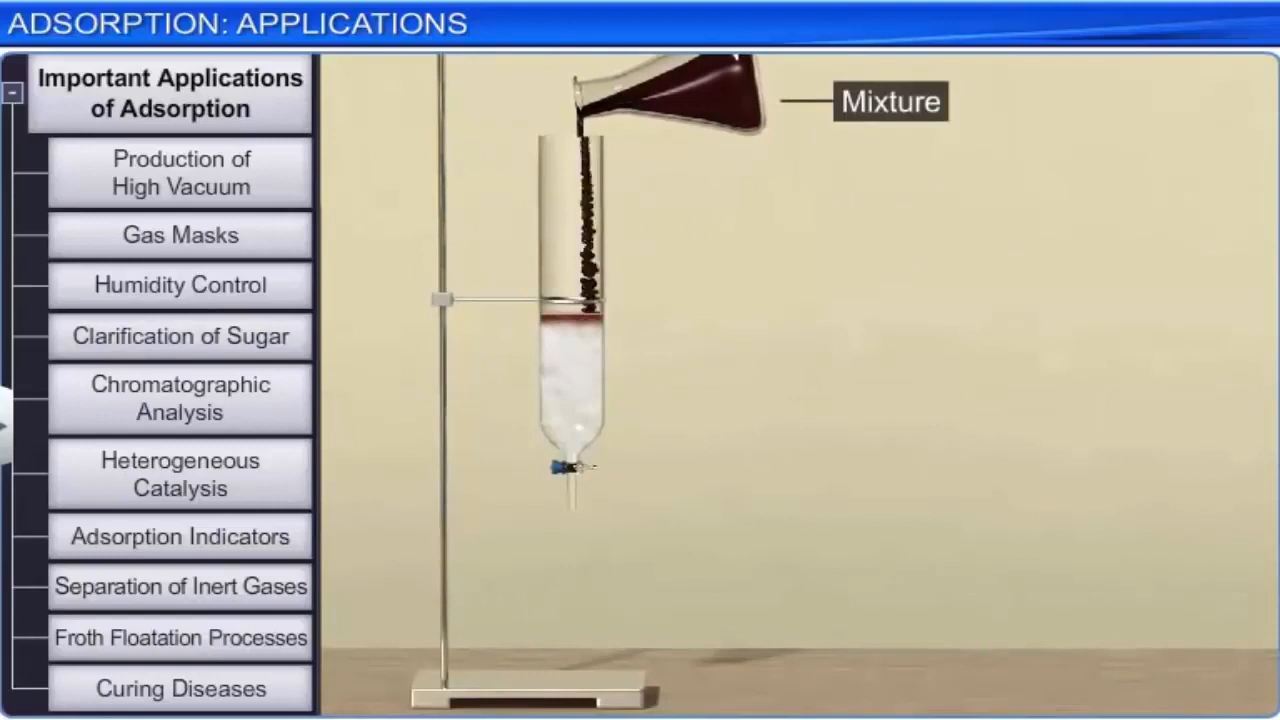 ADSORPTION: APPLICATIONS
Important Applications
of Adsorption
Production of
High Vacuum
Gas Masks
Humidity Control
Clarification of Sugar
Chromatographic
Analysis
Heterogeneous
Catalysis
Adsorption Indicators
Separation of Inert Gases
Froth Floatation Processes
Curing Diseases
Mixture